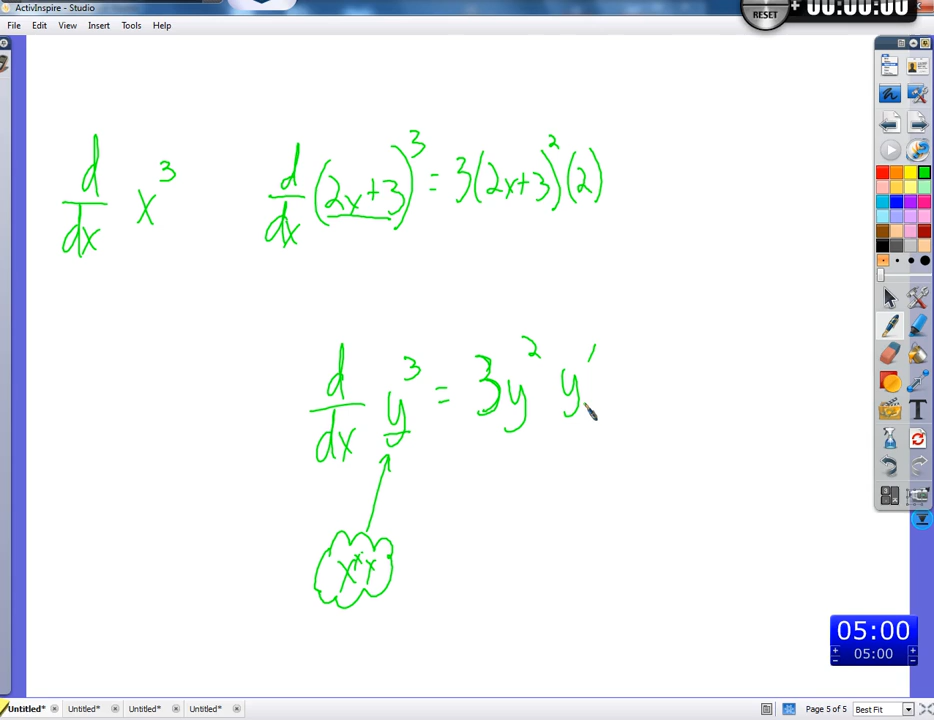 ActivInspire - Studio
RESET
00:00:00
File Edit View Insert Tools Help
d/dx x³
d/dx (2x+3)³ = 3(2x+3)²(2)
d/dx y³ = 3y² y'
05:00
05:00
Untitled* Untitled* Untitled* Untitled*
Page 5 of 5
Best Fit